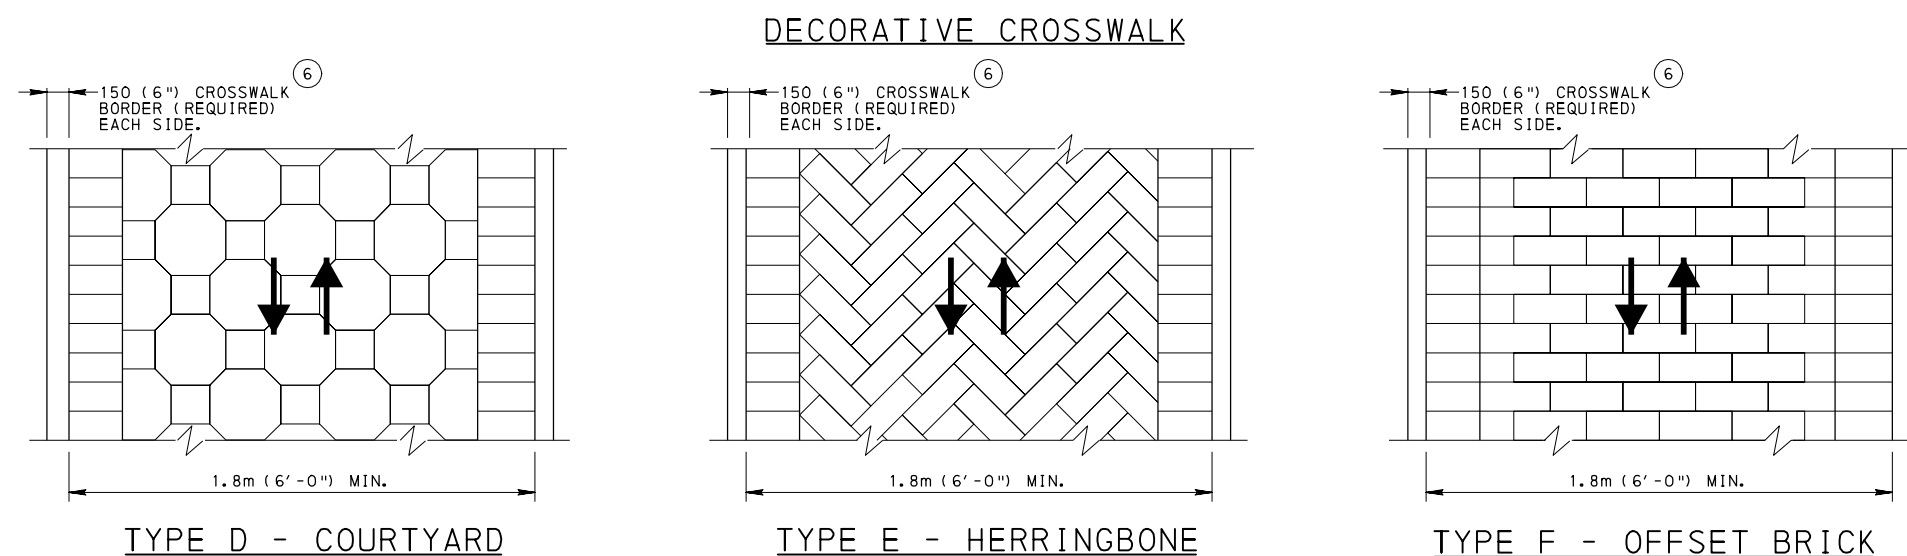 DECORATIVE CROSSWALK
6
150 (6") CROSSWALK
BORDER (REQUIRED)
EACH SIDE.
6
150 (6") CROSSWALK
BORDER (REQUIRED)
EACH SIDE.
6
150 (6") CROSSWALK
BORDER (REQUIRED)
EACH SIDE.
1.8m (6'-0") MIN.
1.8m (6'-0") MIN.
1.8m (6'-0") MIN.
TYPE D - COURTYARD
TYPE E - HERRINGBONE
TYPE F - OFFSET BRICK